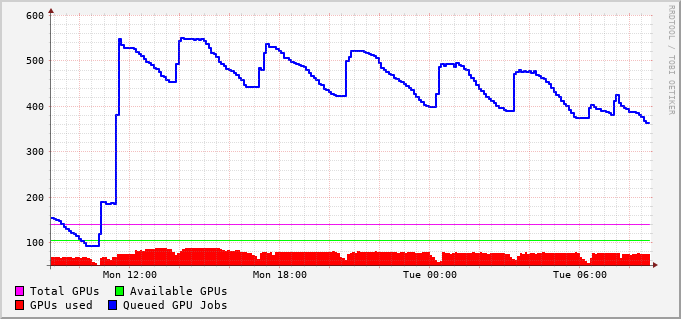 600
500
400
300
200
100
Mon 12:00 Mon 18:00 Tue 00:00 Tue 06:00
Total GPUs Available GPUs
GPUs used Queued GPU Jobs
RRDTOOL / TOBI OETIKER